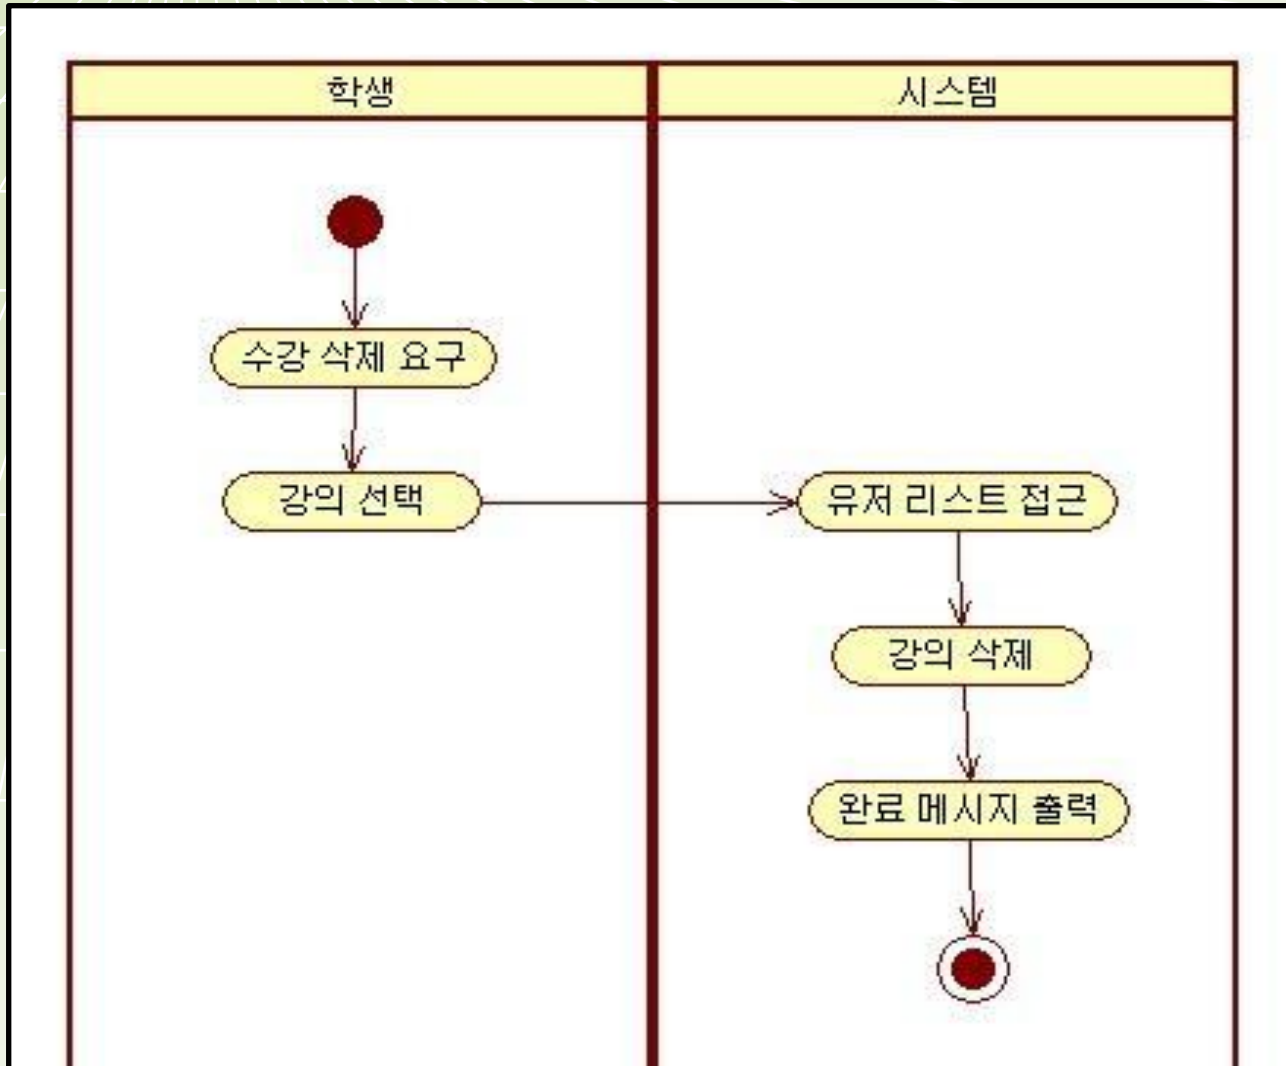 학생
시스템
수강 삭제 요구
강의 선택
유저 리스트 접근
강의 삭제
완료 메시지 출력